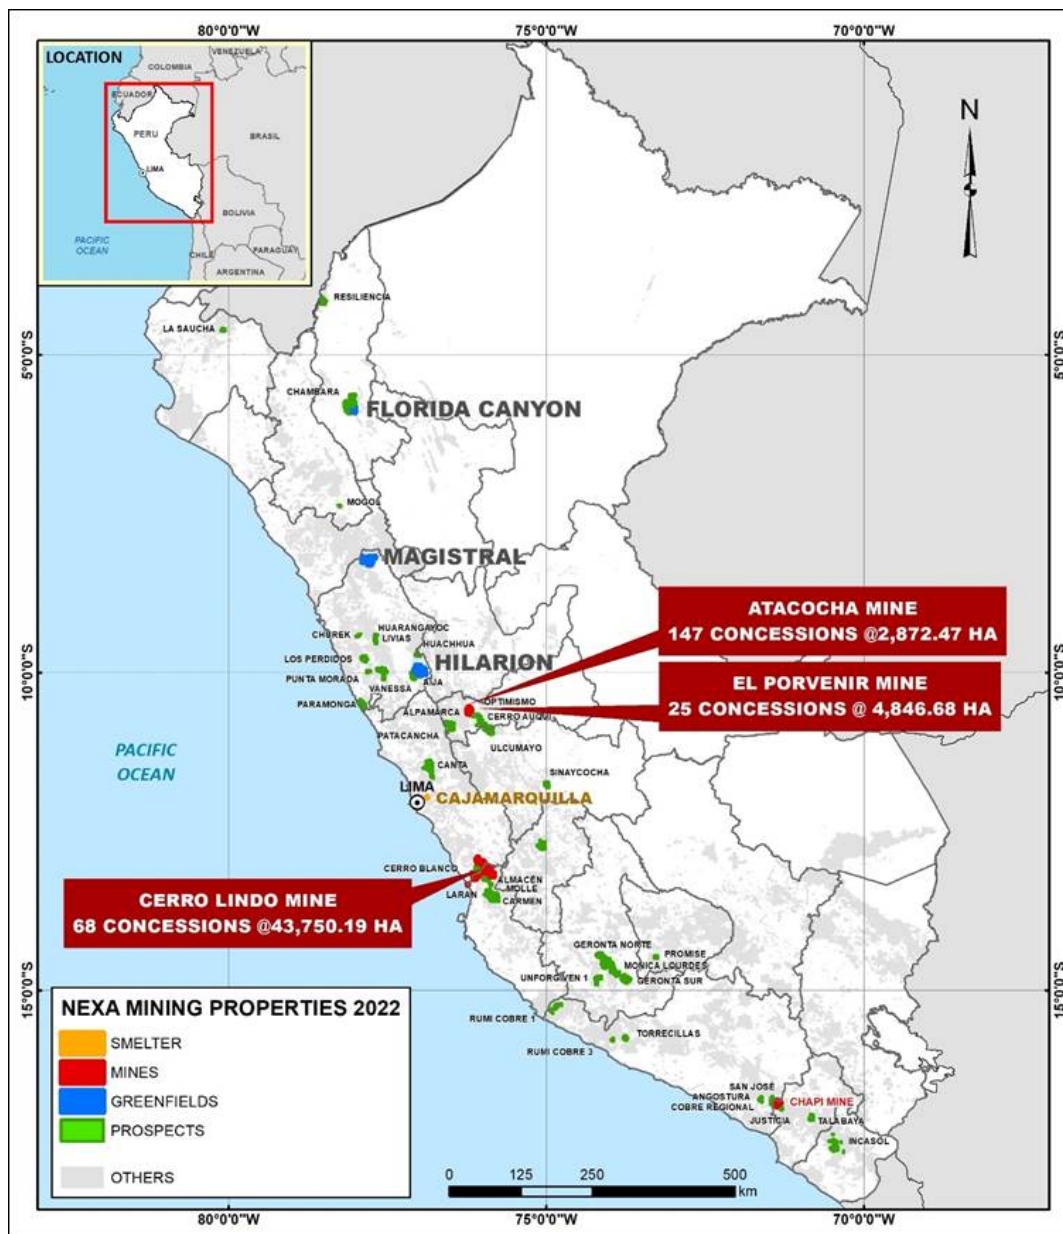 80°0'0"W
75°0'0"W
70°0'0"W
LOCATION
VENEZUELA
COLOMBIA
ECUADOR
PERU
BRASIL
LIMA
BOLIVIA
PACIFIC
OCEAN
CHILE
PARAGUAY
ARGENTINA
N
RESILIENCIA
LA SAUCHA
5°0'0"S
5°0'0"S
CHAMBARA
FLORIDA CANYON
MOGOL
MAGISTRAL
ATACOCHA MINE
147 CONCESSIONS @2,872.47 HA
CHUREK
HUARANGAYOC
LIVIAS
HUACHHUA
LOS PERDIDOS
HILARION
10°0'0"S
10°0'0"S
PUNTA MORADA
VANESSA
AIJA
EL PORVENIR MINE
25 CONCESSIONS @ 4,846.68 HA
PARAMONGA
OPTIMISMO
ALPAMARCA
CERRO AUQUI
PATACANCHA
ULCUMAYO
PACIFIC
OCEAN
CANTA
SINAYCOCHA
LIMA
CAJAMARQUILLA
CERRO BLANCO
ALMACÉN
MOLLE
LARAN
CARMEN
CERRO LINDO MINE
68 CONCESSIONS @43,750.19 HA
GERONTA NORTE
PROMISE
MONICA LOURDES
UNFORGIVEN 1
GERONTA SUR
15°0'0"S
15°0'0"S
RUMI COBRE 1
TORRECILLAS
RUMI COBRE 3
SAN JOSÉ
ANGOSTURA
COBRE REGIONAL
CHAPI MINE
JUSTICIA
TALABAYA
INCASOL
NEXA MINING PROPERTIES 2022
SMELTER
MINES
GREENFIELDS
PROSPECTS
OTHERS
0 125 250 500
km
80°0'0"W
75°0'0"W
70°0'0"W